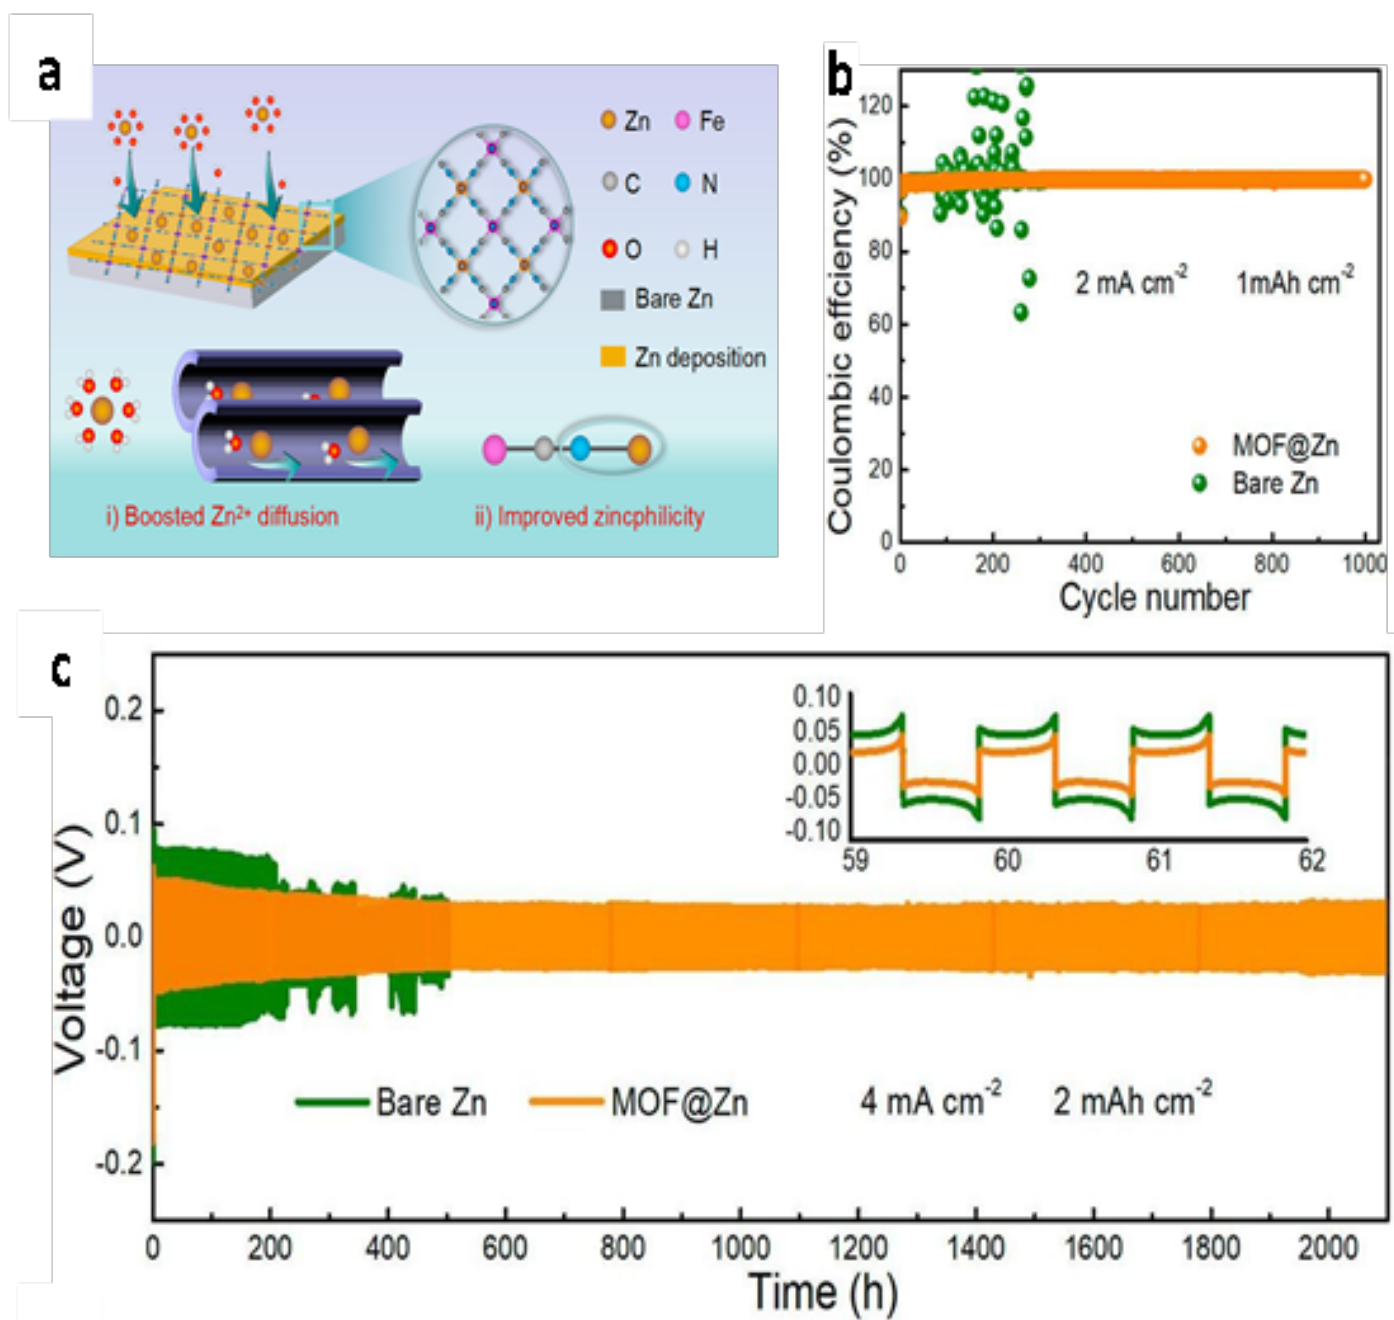 a
Zn Fe
C N
O H
Bare Zn
Zn deposition
i) Boosted Zn²⁺ diffusion
ii) Improved zincphilicity
b
Coulombic effciency (%)
120
100
80
60
40
20
0
2 mA cm⁻² 1mAh cm⁻²
MOF@Zn
Bare Zn
0 200 400 600 800 1000
Cycle number
c
Voltage (V)
0.2
0.1
0.0
-0.1
-0.2
0.10
0.05
0.00
-0.05
-0.10
59 60 61 62
Bare Zn MOF@Zn 4 mA cm⁻² 2 mAh cm⁻²
0 200 400 600 800 1000 1200 1400 1600 1800 2000
Time (h)